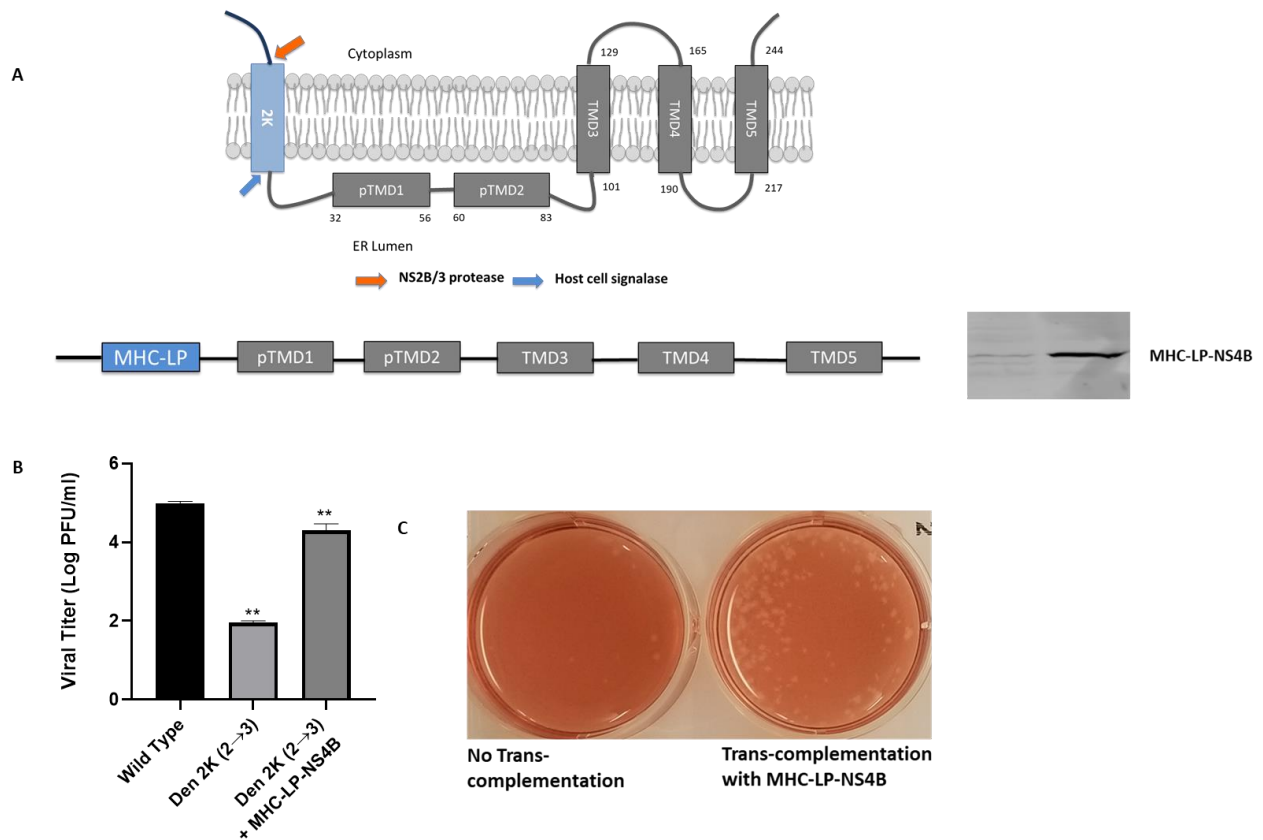 A
Cytoplasm
129
165
244
2K
TMD3
TMD4
TMD5
pTMD1
pTMD2
101
190
217
32
56
60
83
ER Lumen
NS2B/3 protease
Host cell signalase
MHC-LP
pTMD1
pTMD2
TMD3
TMD4
TMD5
MHC-LP-NS4B
B
Viral Titer (Log PFU/ml)
6
4
2
0
**
**
Wild Type
Den 2K (2→3)
Den 2K (2→3)
+ MHC-LP-NS4B
C
No Trans-
complementation
Trans-complementation
with MHC-LP-NS4B